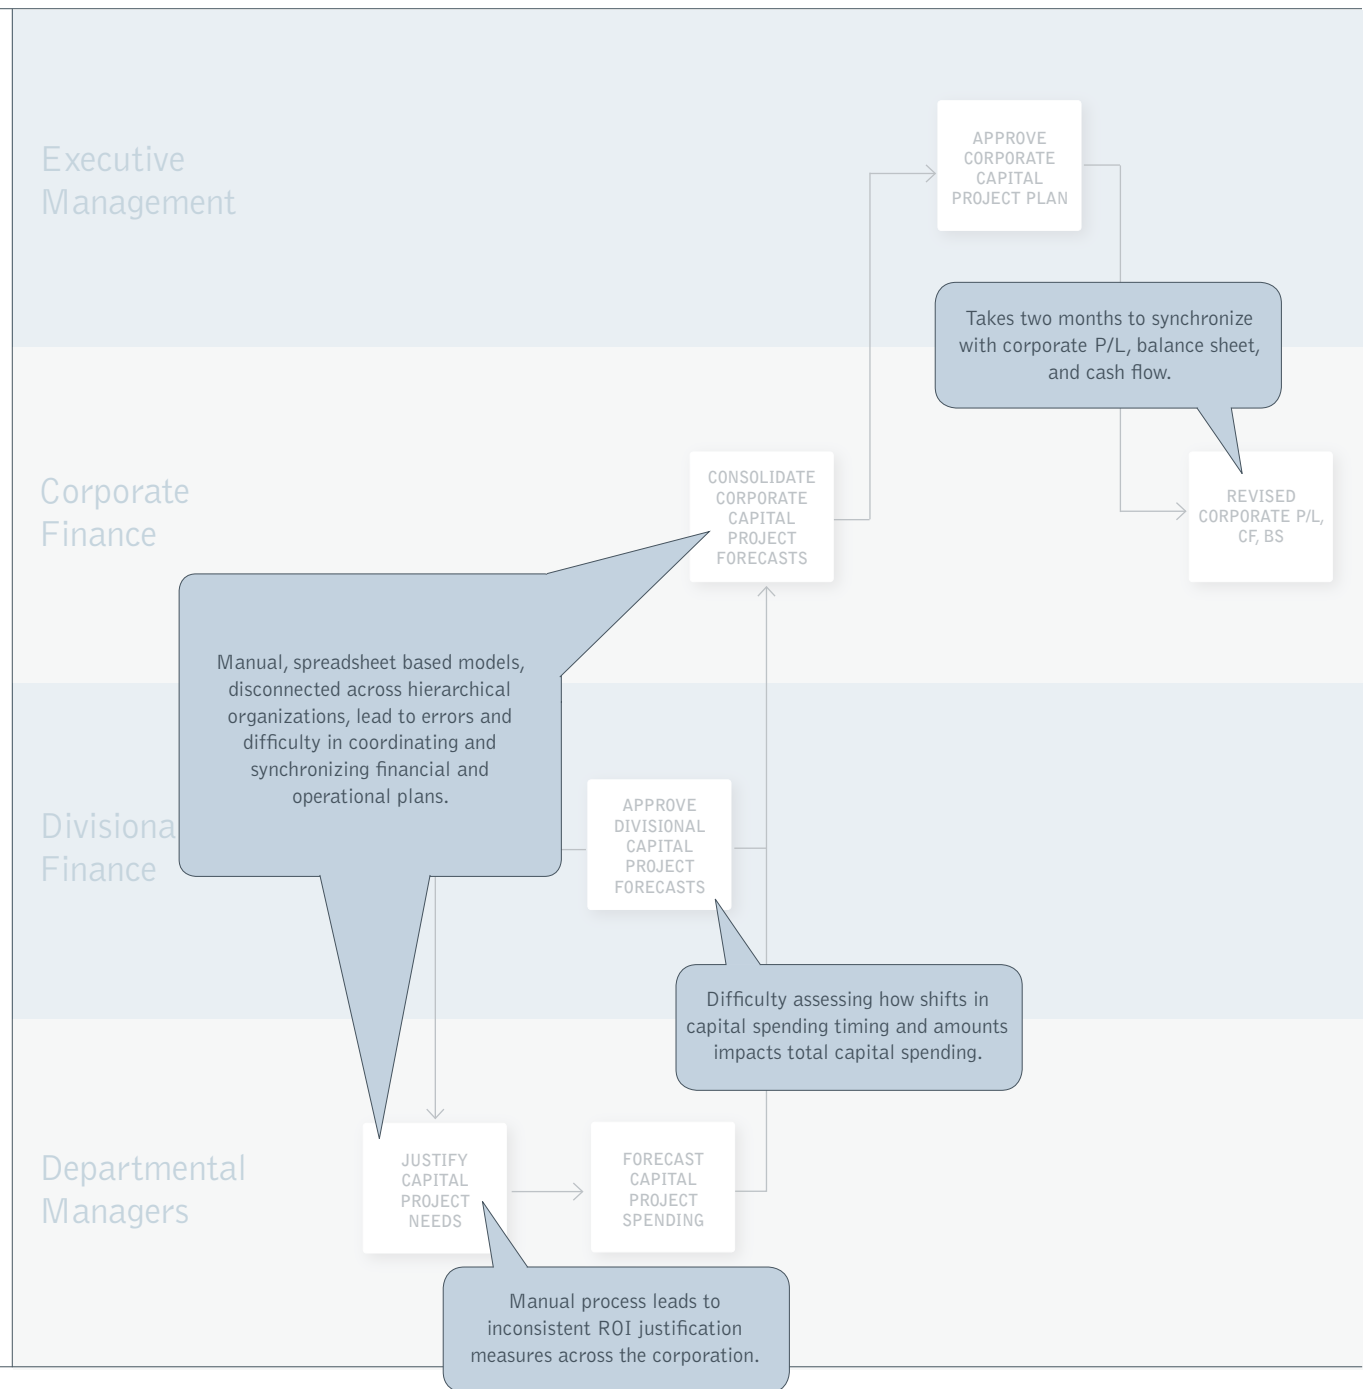 Executive
Management
APPROVE
CORPORATE
CAPITAL
PROJECT PLAN
Takes two months to synchronize
with corporate P/L, balance sheet,
and cash flow.
Corporate
Finance
CONSOLIDATE
CORPORATE
CAPITAL
PROJECT
FORECASTS
REVISED
CORPORATE P/L,
CF, BS
Manual, spreadsheet based models,
disconnected across hierarchical
organizations, lead to errors and
difficulty in coordinating and
synchronizing financial and
operational plans.
Divisiona
Finance
APPROVE
DIVISIONAL
CAPITAL
PROJECT
FORECASTS
Difficulty assessing how shifts in
capital spending timing and amounts
impacts total capital spending.
Departmental
Managers
JUSTIFY
CAPITAL
PROJECT
NEEDS
FORECAST
CAPITAL
PROJECT
SPENDING
Manual process leads to
inconsistent ROI justification
measures across the corporation.